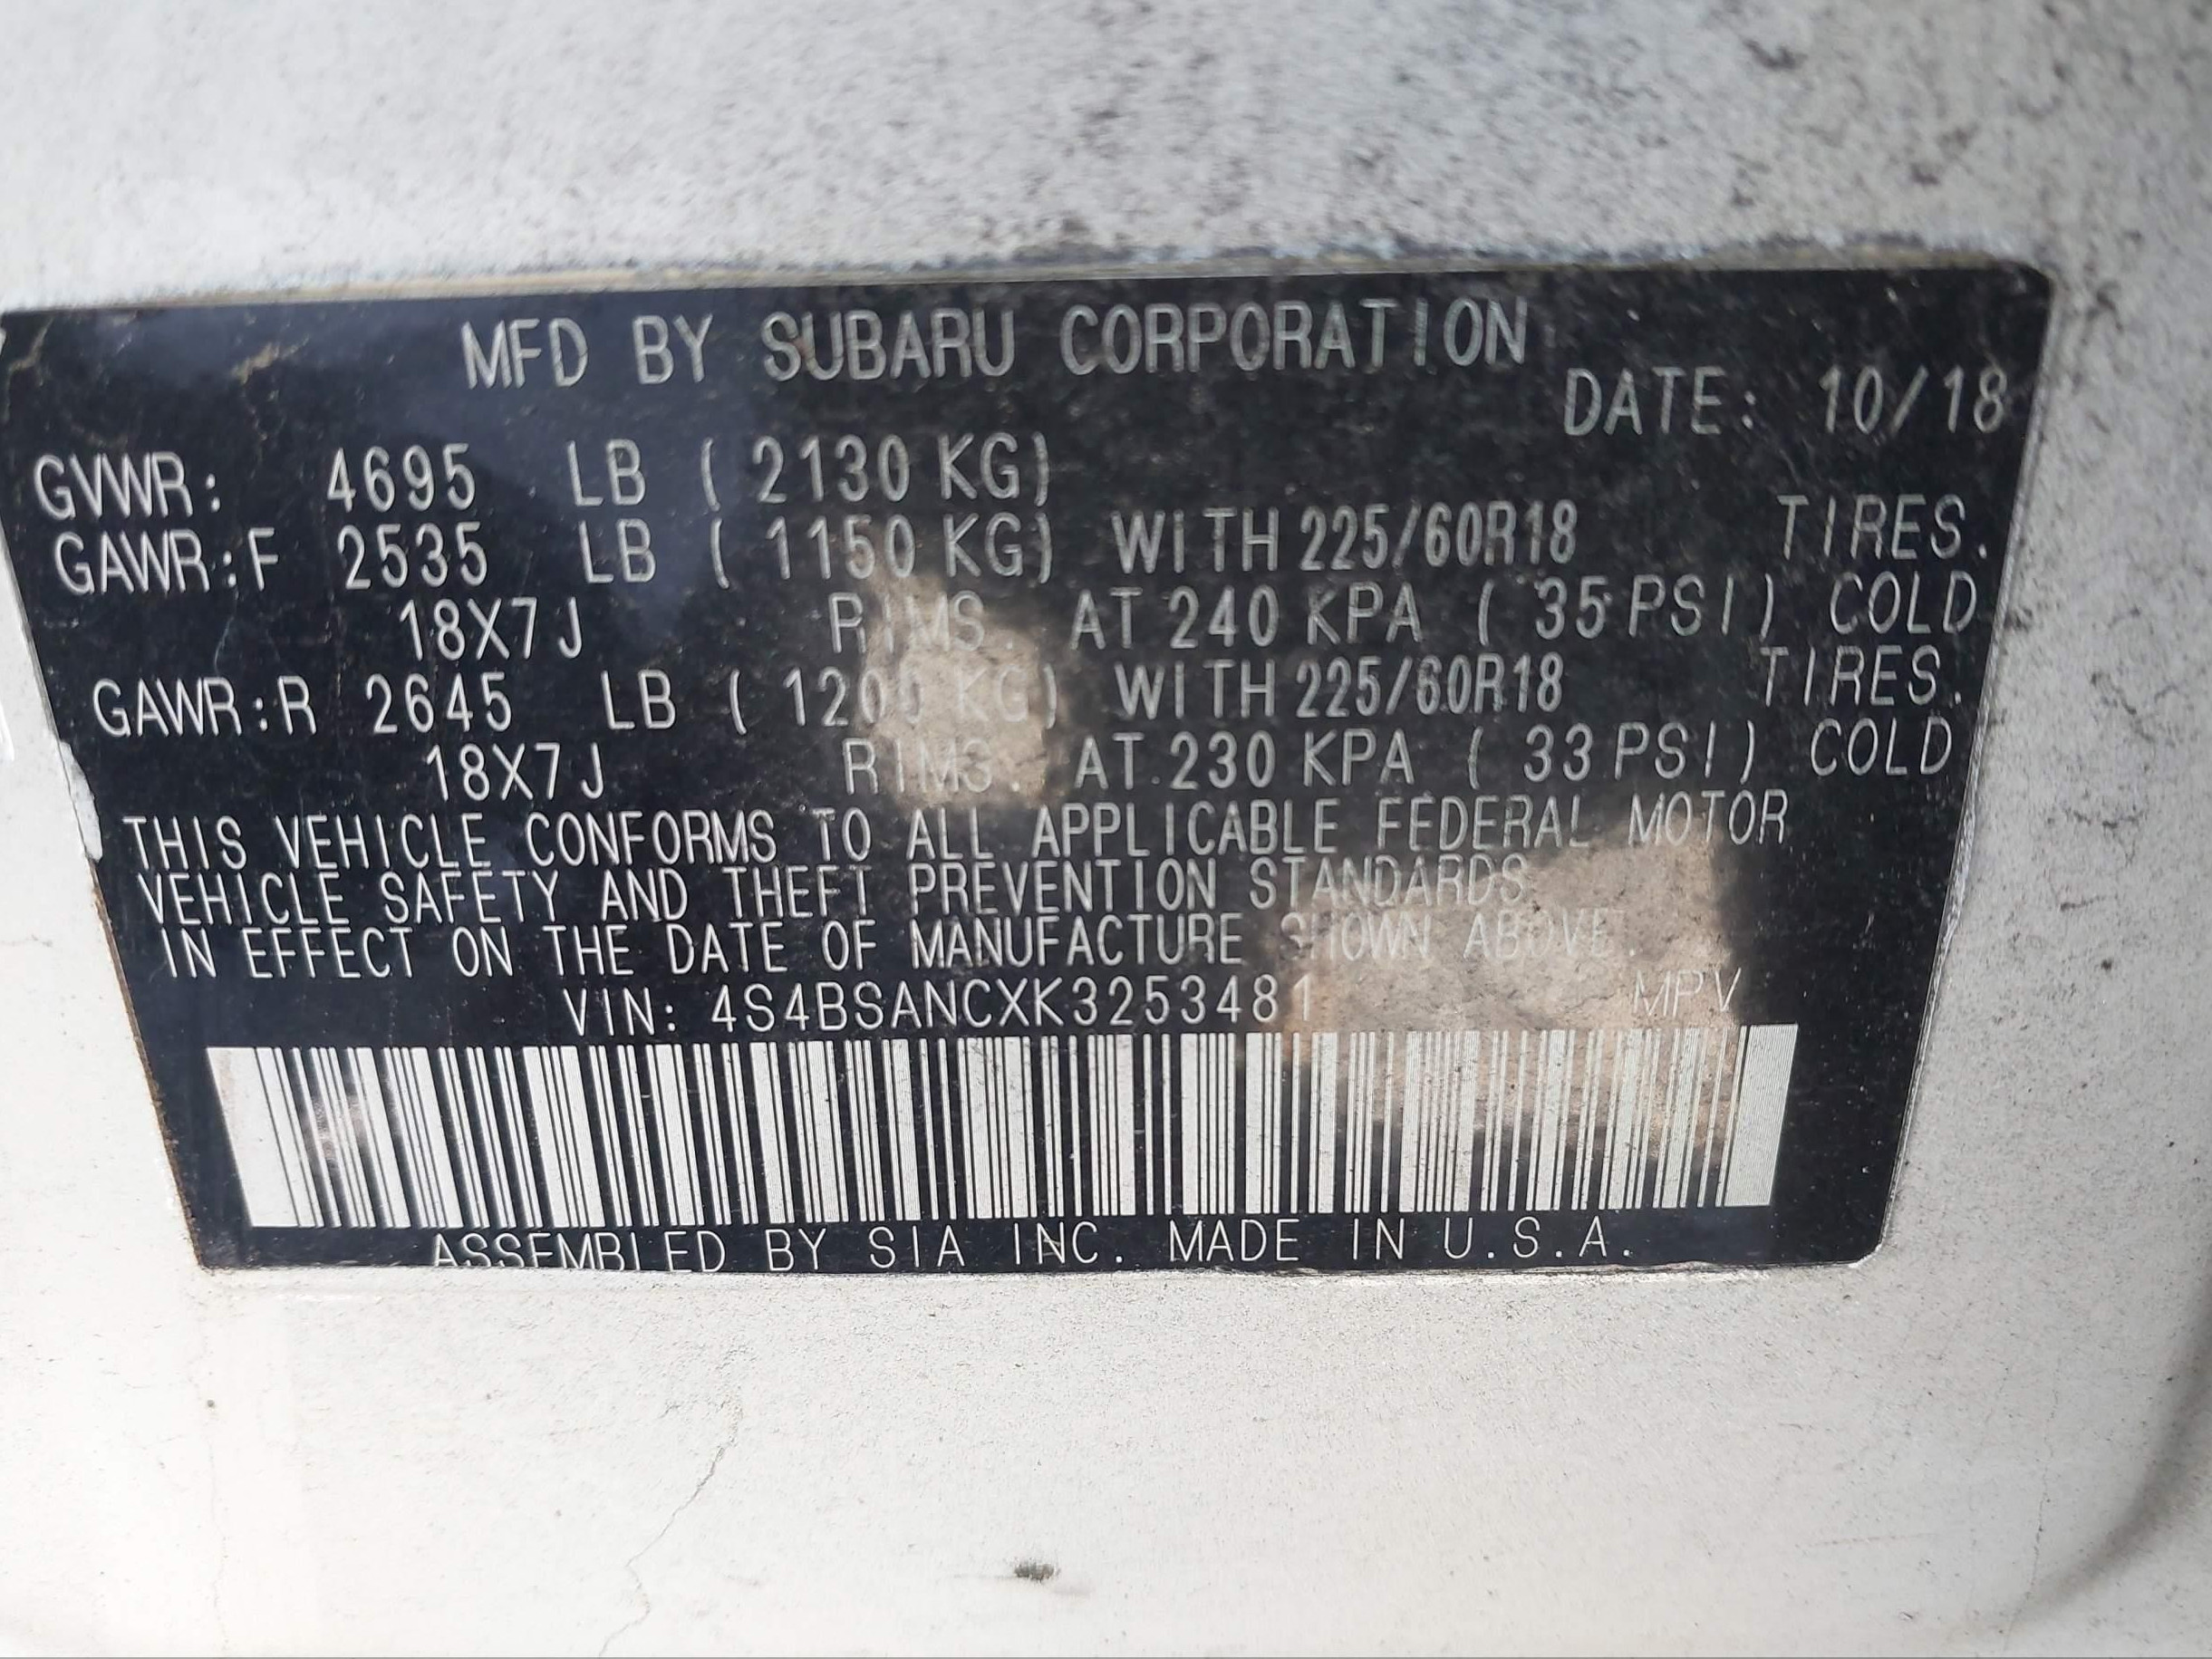 MFD BY SUBARU CORPORATION
DATE: 10/18
GVWR: 4695 LB ( 2130 KG)
GAWR:F 2535 LB ( 1150 KG) WITH 225/60R18 TIRES.
18X7J RIMS. AT 240 KPA ( 35 PSI) COLD
GAWR:R 2645 LB ( 1200 KG) WITH 225/60R18 TIRES.
18X7J RIMS. AT 230 KPA ( 33 PSI) COLD
THIS VEHICLE CONFORMS TO ALL APPLICABLE FEDERAL MOTOR
VEHICLE SAFETY AND THEFT PREVENTION STANDARDS
IN EFFECT ON THE DATE OF MANUFACTURE SHOWN ABOVE.
VIN: 4S4BSANCXK3253481 MPV
ASSEMBLED BY SIA INC. MADE IN U.S.A.